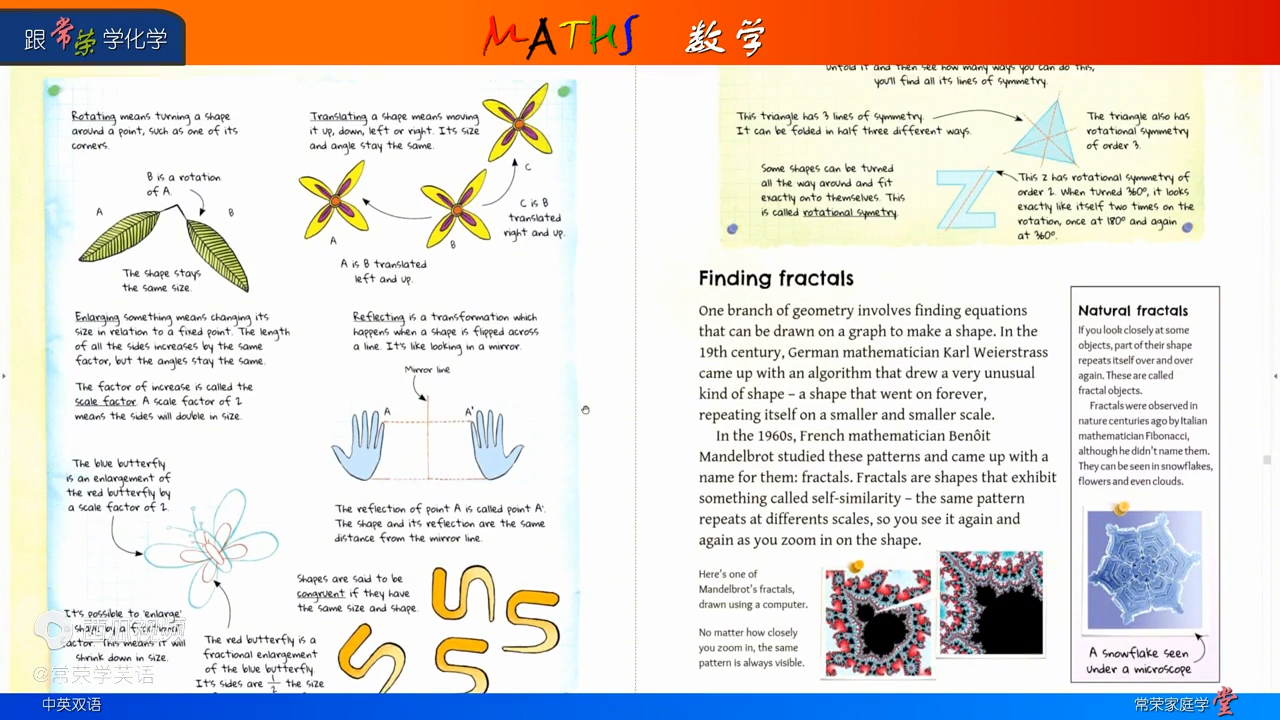 跟常荣学化学
MATHS 数学
Rotating means turning a shape
around a point, such as one of its
corners.
B is a rotation
of A.
A
B
The shape stays
the same size.
Translating a shape means moving
it up, down, left or right. Its size
and angle stay the same.
C
C is B
translated
right and up.
A
B
A is B translated
left and up.
Enlarging something means changing its
size in relation to a fixed point. The length
of all the sides increases by the same
factor, but the angles stay the same.
The factor of increase is called the
scale factor. A scale factor of 2
means the sides will double in size.
Reflecting is a transformation which
happens when a shape is flipped across
a line. It's like looking in a mirror.
Mirror line
A
A'
The reflection of point A is called point A'.
The shape and its reflection are the same
distance from the mirror line.
The blue butterfly
is an enlargement of
the red butterfly by
a scale factor of 2.
It's possible to 'enlarge'
shrink down in size.
The red butterfly is a
fractional enlargement
of the blue butterfly.
It's sides are 1/2 the size
Shapes are said to be
congruent if they have
the same size and shape.
unfold it and then see how many ways you can do this,
you'll find all its lines of symmetry.
This triangle has 3 lines of symmetry.
It can be folded in half three different ways.
The triangle also has
rotational symmetry
of order 3.
Some shapes can be turned
all the way around and fit
exactly onto themselves. This
is called rotational symetry.
This z has rotational symmetry of
order 2. When turned 360º, it looks
exactly like itself two times on the
rotation, once at 180º and again
at 360º.
Finding fractals
One branch of geometry involves finding equations
that can be drawn on a graph to make a shape. In the
19th century, German mathematician Karl Weierstrass
came up with an algorithm that drew a very unusual
kind of shape – a shape that went on forever,
repeating itself on a smaller and smaller scale.
In the 1960s, French mathematician Benôit
Mandelbrot studied these patterns and came up with a
name for them: fractals. Fractals are shapes that exhibit
something called self-similarity – the same pattern
repeats at differents scales, so you see it again and
again as you zoom in on the shape.
Here's one of
Mandelbrot's fractals,
drawn using a computer.
No matter how closely
you zoom in, the same
pattern is always visible.
Natural fractals
If you look closely at some
objects, part of their shape
repeats itself over and over
again. These are called
fractal objects.
Fractals were observed in
nature centuries ago by Italian
mathematician Fibonacci,
although he didn't name them.
They can be seen in snowflakes,
flowers and even clouds.
A snowflake seen
under a microscope
西瓜视频
@常荣学英语
中英双语
常荣家庭学堂